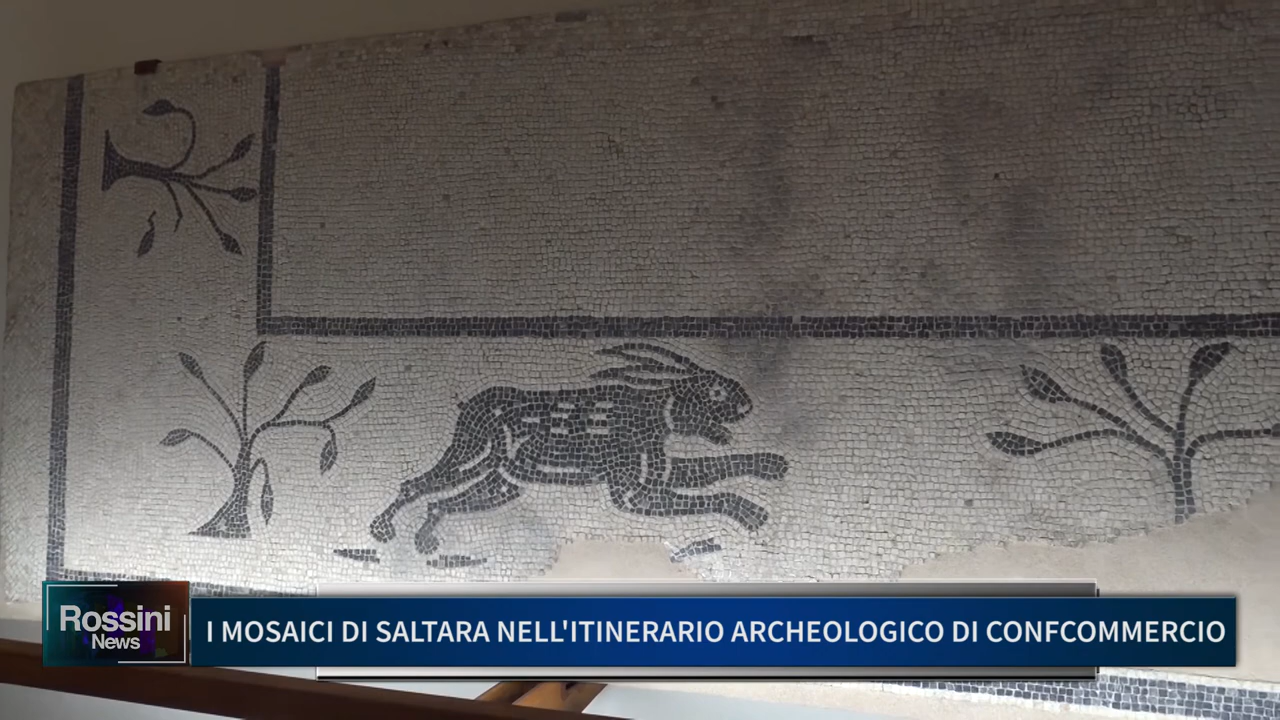 Rossini
News
I MOSAICI DI SALTARA NELL'ITINERARIO ARCHEOLOGICO DI CONFCOMMERCIO